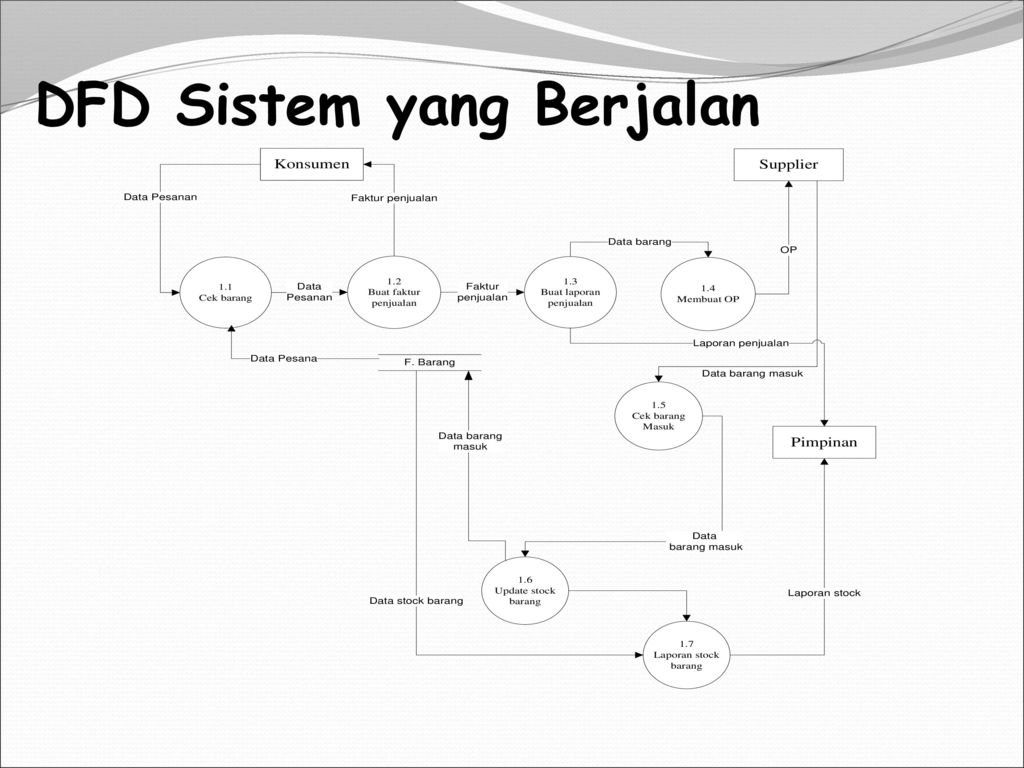 DFD Sistem yang Berjalan
Konsumen
Supplier
Data Pesanan
Faktur penjualan
Data barang
OP
1.1
Cek barang
Data
Pesanan
1.2
Buat faktur
penjualan
Faktur
penjualan
1.3
Buat laporan
penjualan
1.4
Membuat OP
Laporan penjualan
Data Pesana
F. Barang
Data barang masuk
1.5
Cek barang
Masuk
Data barang
masuk
Pimpinan
Data
barang masuk
1.6
Update stock
barang
Data stock barang
Laporan stock
1.7
Laporan stock
barang